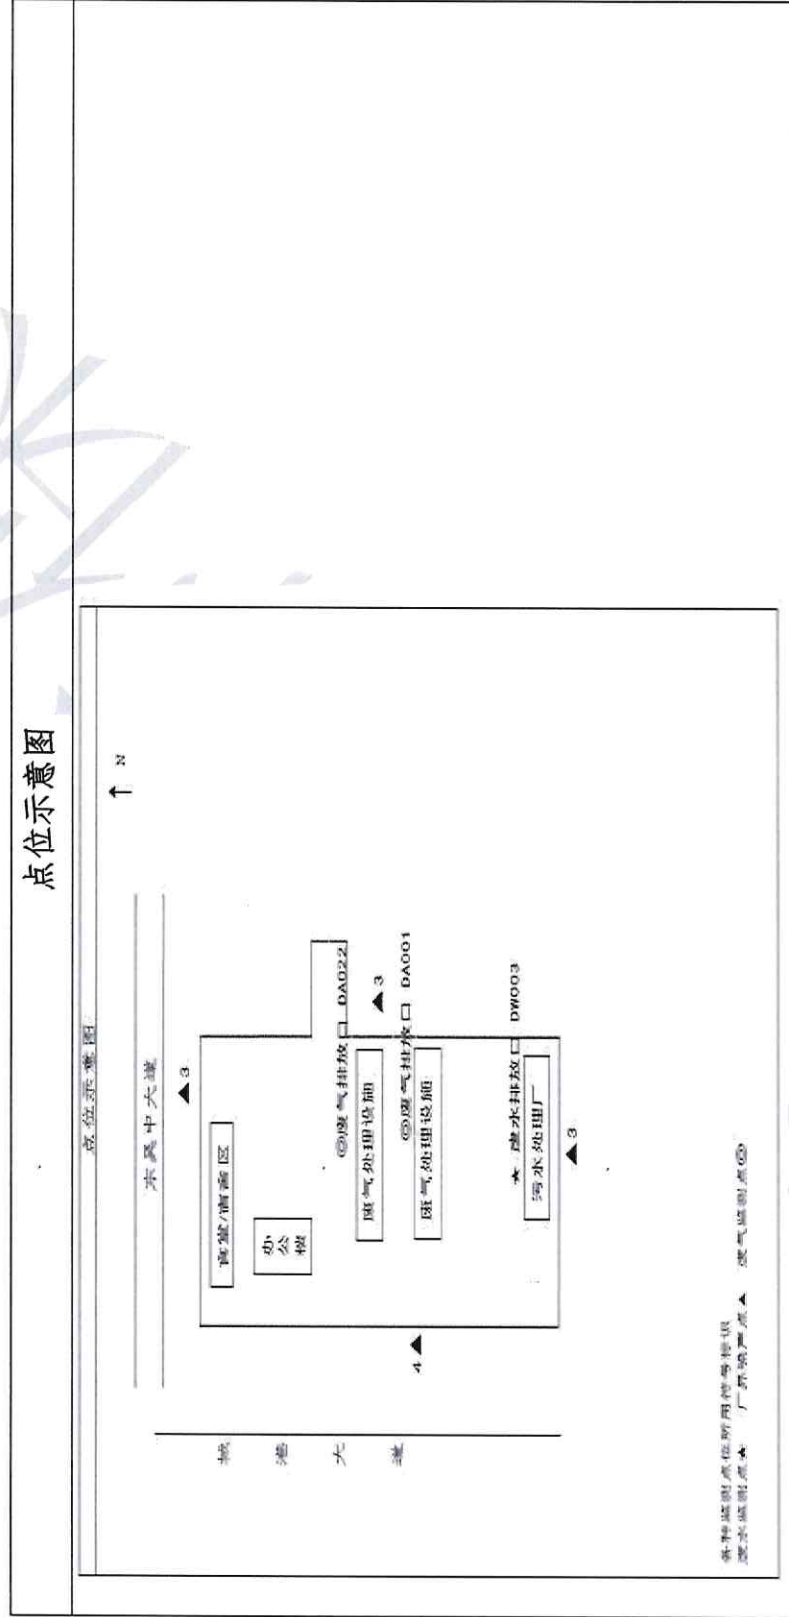 点位示意图
点位示意图
N
东风中大道
▲3
食堂/宿舍区
办
公
楼
◎废气排放口 DA022
废气处理设施
▲3
◎废气排放口 DA001
废气处理设施
4▲
★ 废水排放口 DW003
污水处理厂
▲3
城
港
大
道
各种监测点位所用符号标识
废水监测点★ 厂界噪声点▲ 废气监测点◎